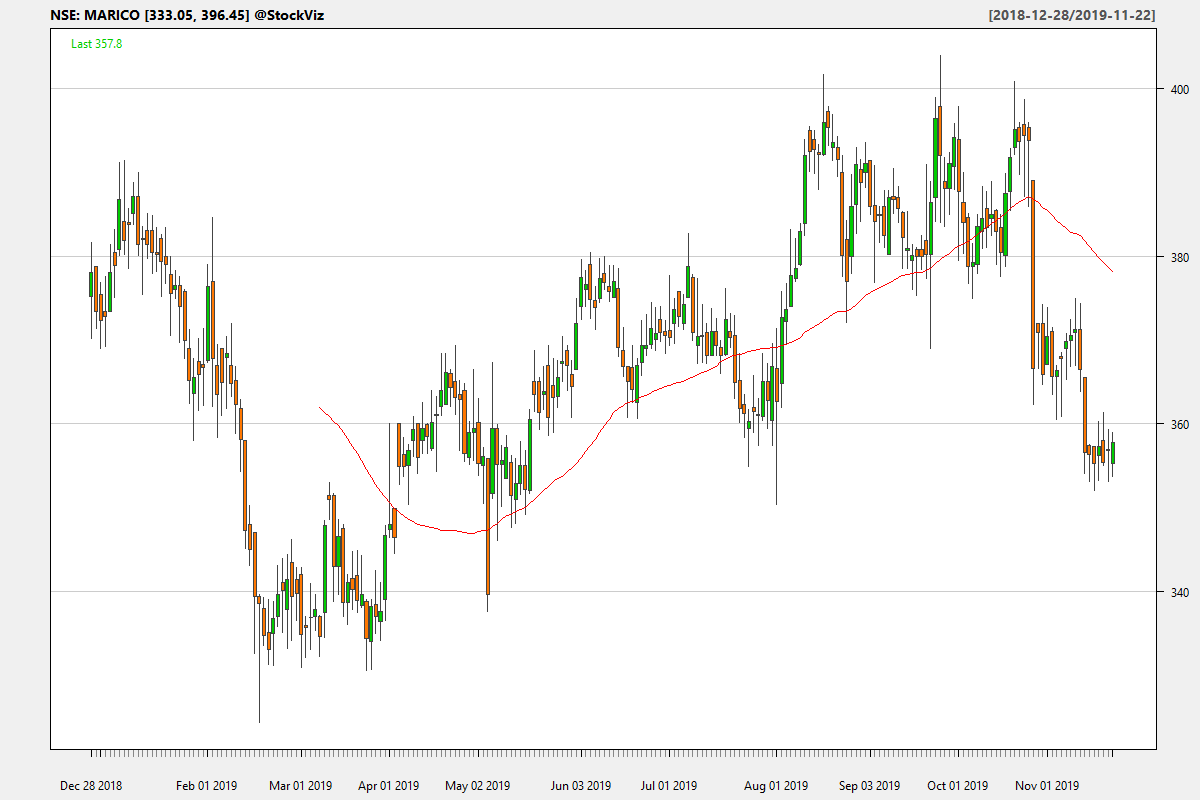 NSE: MARICO [333.05, 396.45] @StockViz [2018-12-28/2019-11-22]
Last 357.8
400
380
360
340
Dec 28 2018 Feb 01 2019 Mar 01 2019 Apr 01 2019 May 02 2019 Jun 03 2019 Jul 01 2019 Aug 01 2019 Sep 03 2019 Oct 01 2019 Nov 01 2019